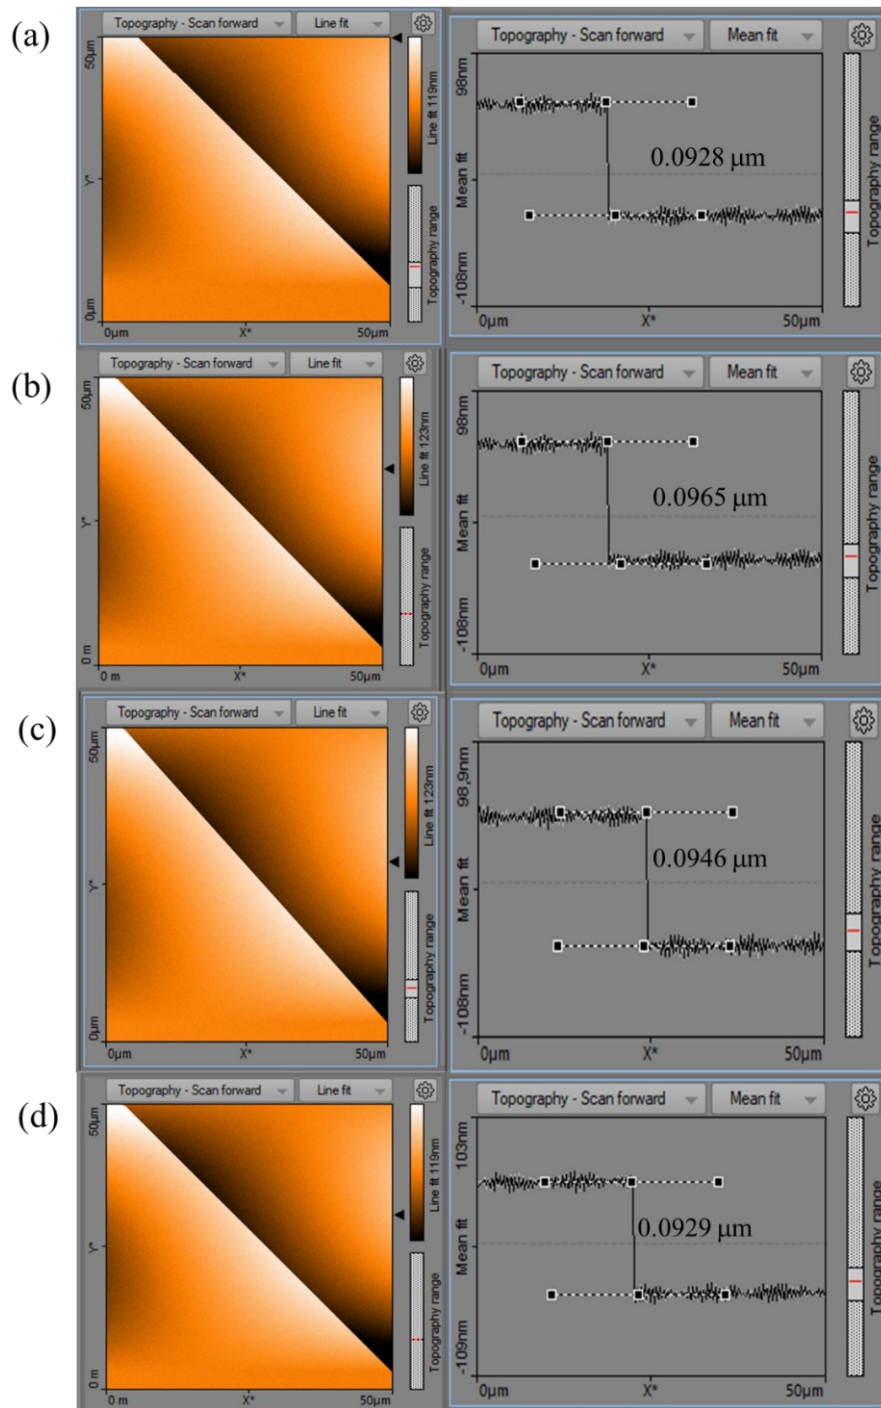 (a)
Topography - Scan forward
Line fit
50µm
Y*
0µm
0µm
X*
50µm
Line fit 119nm
Topography range
Topography - Scan forward
Mean fit
98nm
Mean fit
-108nm
0.0928 µm
0µm
X*
50µm
Topography range
(b)
Topography - Scan forward
Line fit
50µm
Y*
0 m
0 m
X*
50µm
Line fit 123nm
Topography range
Topography - Scan forward
Mean fit
98nm
Mean fit
-108nm
0.0965 µm
0µm
X*
50µm
Topography range
(c)
Topography - Scan forward
Line fit
50µm
Y*
0µm
0µm
X*
50µm
Line fit 123nm
Topography range
Topography - Scan forward
Mean fit
98,9nm
Mean fit
-108nm
0.0946 µm
0µm
X*
50µm
Topography range
(d)
Topography - Scan forward
Line fit
50µm
Y*
0 m
0 m
X*
50µm
Line fit 119nm
Topography range
Topography - Scan forward
Mean fit
103nm
Mean fit
-109nm
0.0929 µm
0µm
X*
50µm
Topography range